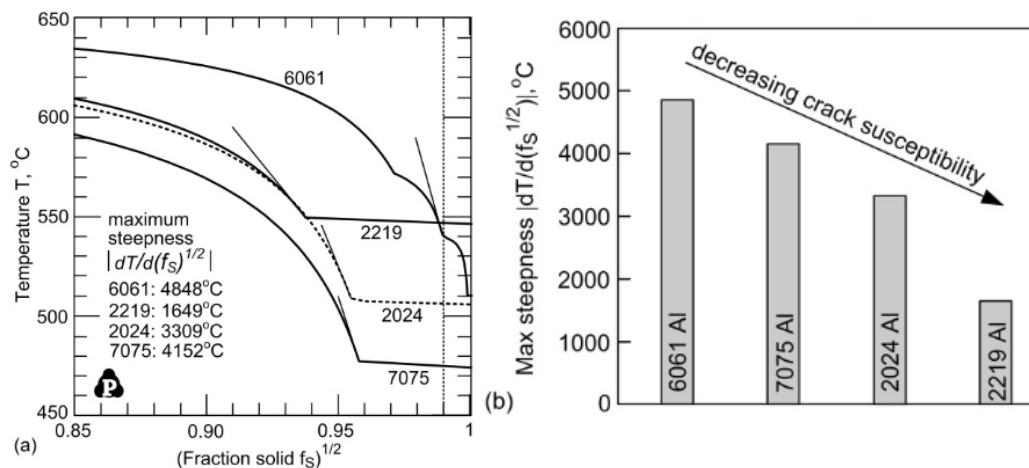 650
600
550
500
450
Temperature T, °C
6061
2219
2024
7075
maximum
steepness
| dT/d(fS)1/2 |
6061: 4848°C
2219: 1649°C
2024: 3309°C
7075: 4152°C
P
0.85
0.90
0.95
1
(a)
(Fraction solid fS)1/2
6000
5000
4000
3000
2000
1000
0
Max steepness |dT/d(fS1/2)|,°C
decreasing crack susceptibility
6061 Al
7075 Al
2024 Al
2219 Al
(b)